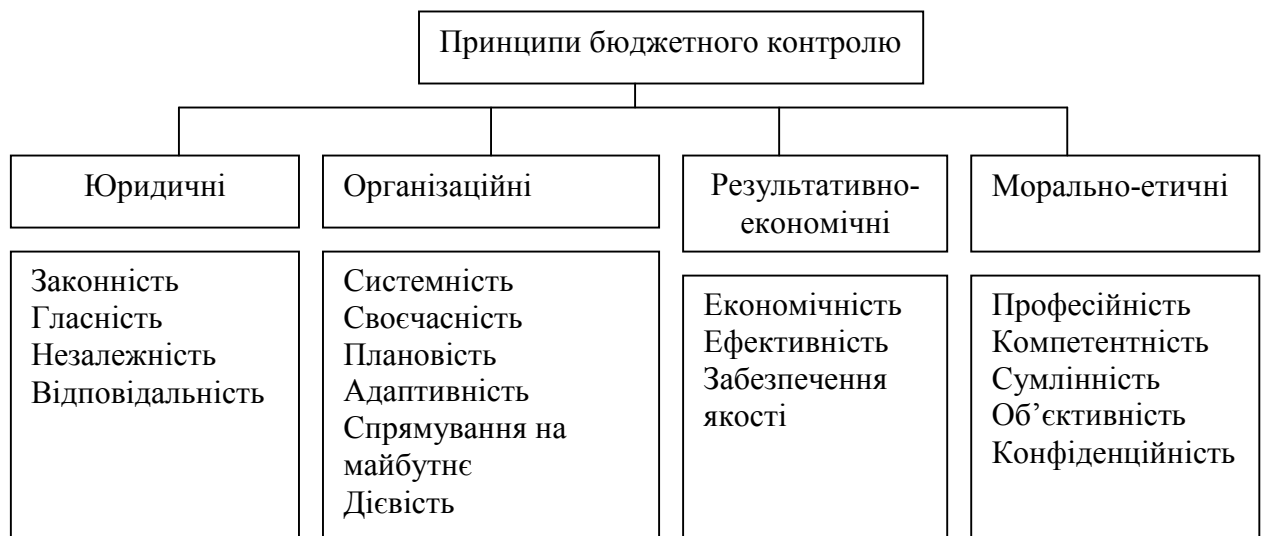 Принципи бюджетного контролю
Юридичні
Організаційні
Результативно-
економічні
Морально-етичні
Законність
Гласність
Незалежність
Відповідальність
Системність
Своєчасність
Плановість
Адаптивність
Спрямування на
майбутнє
Дієвість
Економічність
Ефективність
Забезпечення
якості
Професійність
Компетентність
Сумлінність
Об’єктивність
Конфіденційність